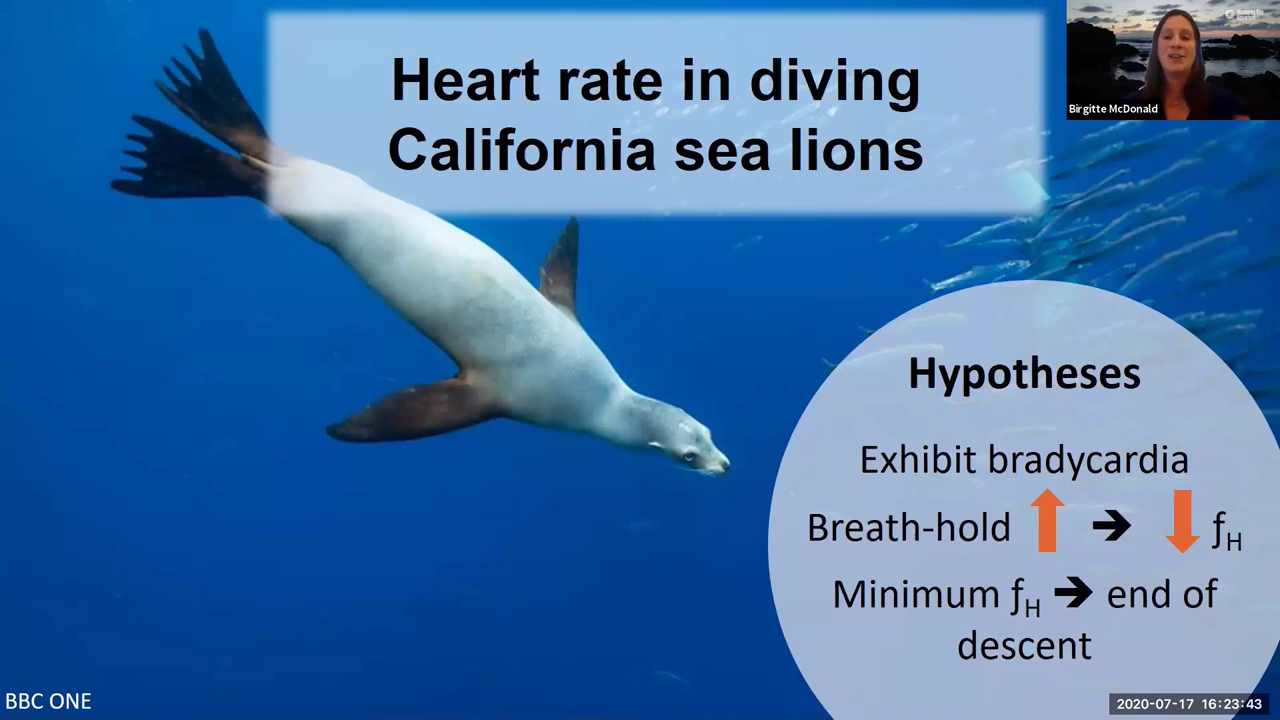 Heart rate in diving
California sea lions
Birgitte McDonald
Hypotheses
Exhibit bradycardia
Breath-hold ⬆ ➔ ⬇ fH
Minimum fH ➔ end of
descent
BBC ONE
2020-07-17 16:23:43